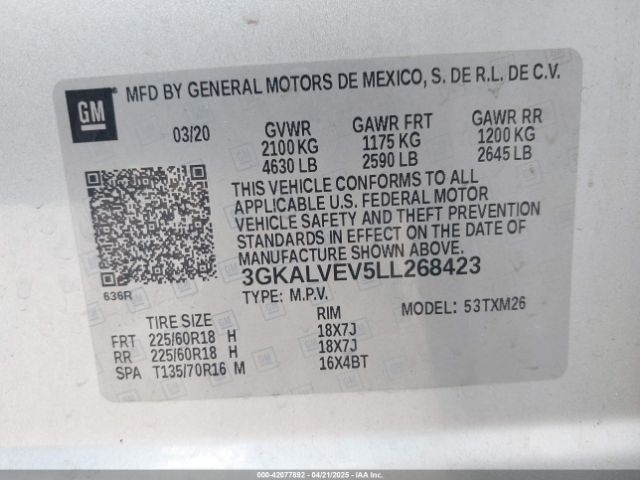 GM
MFD BY GENERAL MOTORS DE MEXICO, S. DE R.L. DE C.V.
03/20 GVWR GAWR FRT GAWR RR
2100 KG 1175 KG 1200 KG
4630 LB 2590 LB 2645 LB
THIS VEHICLE CONFORMS TO ALL
APPLICABLE U.S. FEDERAL MOTOR
VEHICLE SAFETY AND THEFT PREVENTION
STANDARDS IN EFFECT ON THE DATE OF
MANUFACTURE SHOWN ABOVE.
3GKALVEV5LL268423
636R
TYPE: M.P.V. MODEL: 53TXM26
TIRE SIZE RIM
FRT 225/60R18 H 18X7J
RR 225/60R18 H 18X7J
SPA T135/70R16 M 16X4BT
000-42077892 - 04/21/2025 - IAAI.COM